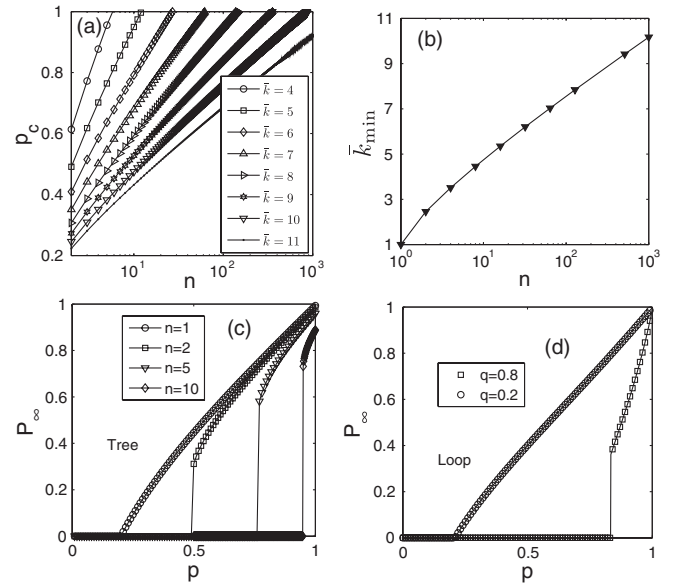 (a)
p_c
1
0.8
0.6
0.4
0.2
10^1
10^2
10^3
n
k̄ = 4
k̄ = 5
k̄ = 6
k̄ = 7
k̄ = 8
k̄ = 9
k̄ = 10
k̄ = 11
(b)
k̄_min
11
9
7
5
3
1
10^0
10^1
10^2
10^3
n
(c)
P_∞
1
0.8
0.6
0.4
0.2
0
0
0.5
1
p
n=1
n=2
n=5
n=10
Tree
(d)
P_∞
1
0.8
0.6
0.4
0.2
0
0
0.5
1
p
q=0.8
q=0.2
Loop